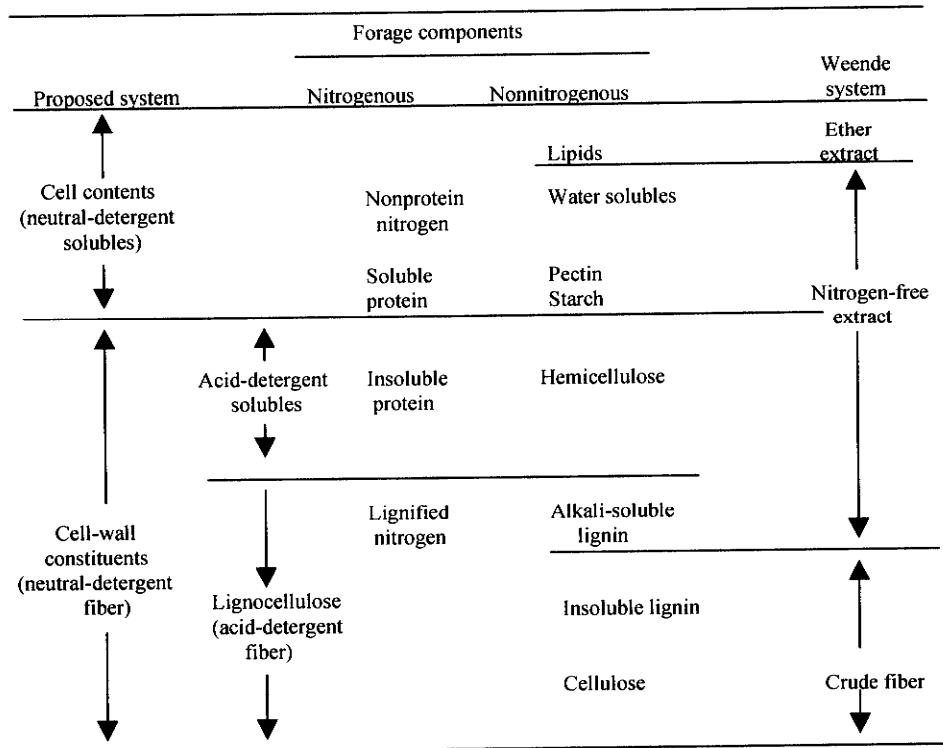 Forage components
Weende
system
Proposed system
Nitrogenous
Nonnitrogenous
Ether
extract
Lipids
Cell contents
(neutral-detergent
solubles)
Nonprotein
nitrogen
Water solubles
Soluble
protein
Pectin
Starch
Nitrogen-free
extract
Acid-detergent
solubles
Insoluble
protein
Hemicellulose
Cell-wall
constituents
(neutral-detergent
fiber)
Lignified
nitrogen
Alkali-soluble
lignin
Lignocellulose
(acid-detergent
fiber)
Insoluble lignin
Cellulose
Crude fiber